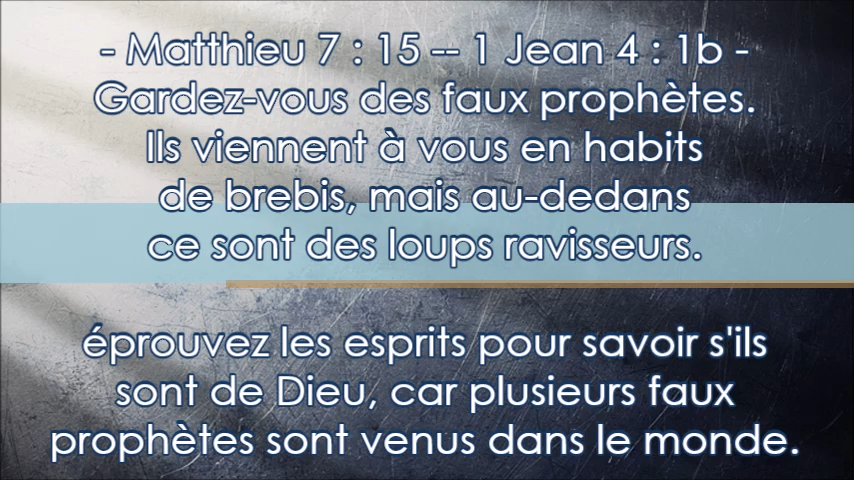 - Matthieu 7 : 15 -- 1 Jean 4 : 1b -
Gardez-vous des faux prophètes.
Ils viennent à vous en habits
de brebis, mais au-dedans
ce sont des loups ravisseurs.
éprouvez les esprits pour savoir s'ils
sont de Dieu, car plusieurs faux
prophètes sont venus dans le monde.